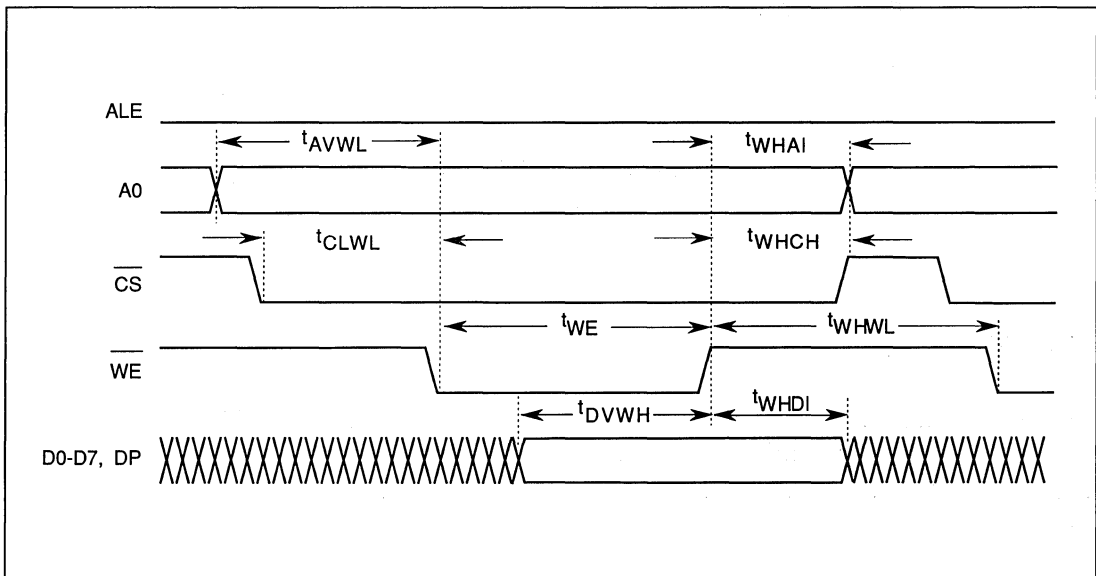 ALE
tAVWL
tWHAI
A0
tCLWL
tWHCH
CS
tWE
tWHWL
WE
tDVWH
tWHDI
D0-D7, DP